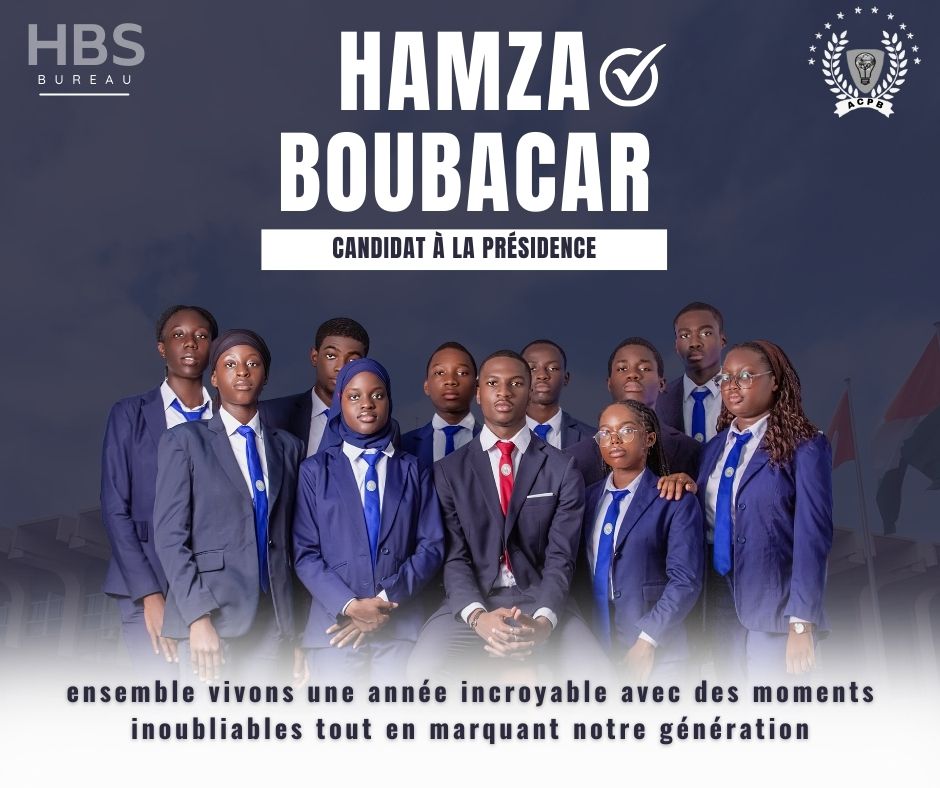 HBS
BUREAU
HAMZA
BOUBACAR
CANDIDAT À LA PRÉSIDENCE
ACPB
ensemble vivons une année incroyable avec des moments
inoubliables tout en marquant notre génération